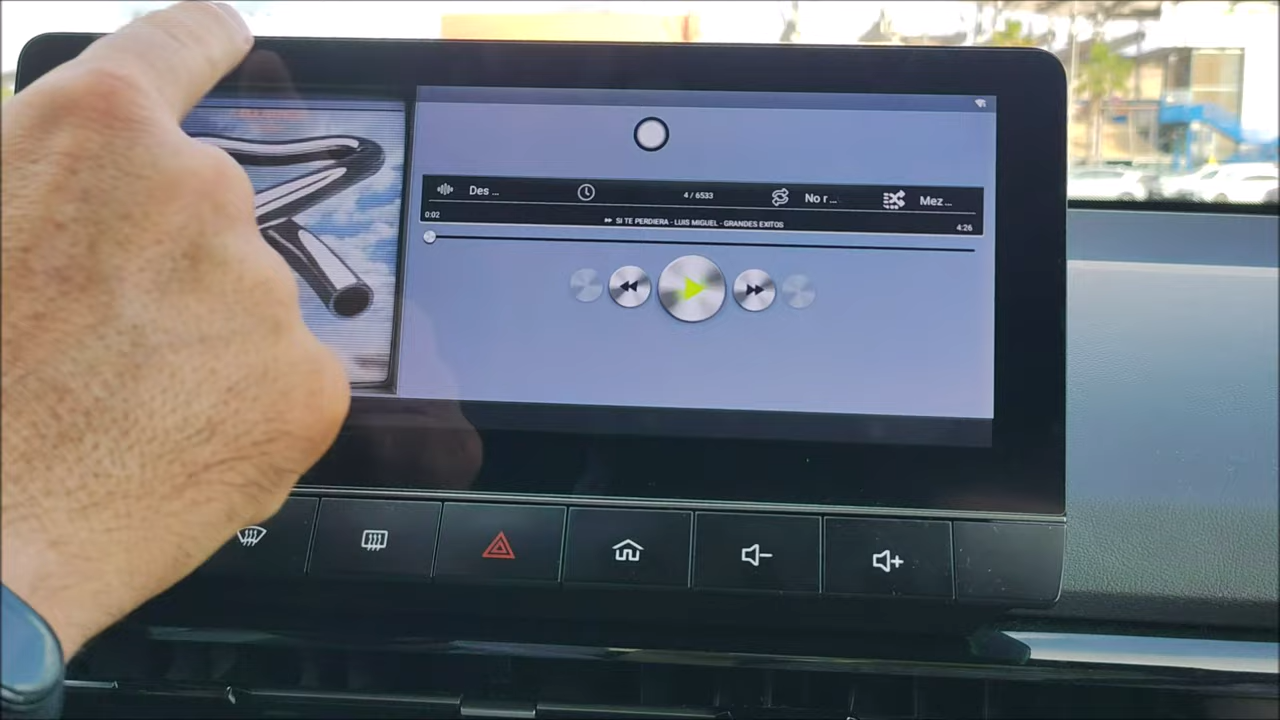 Des ...
4 / 6533
No r ...
Mez ...
0:02
SI TE PERDIERA - LUIS MIGUEL - GRANDES EXITOS
4:26